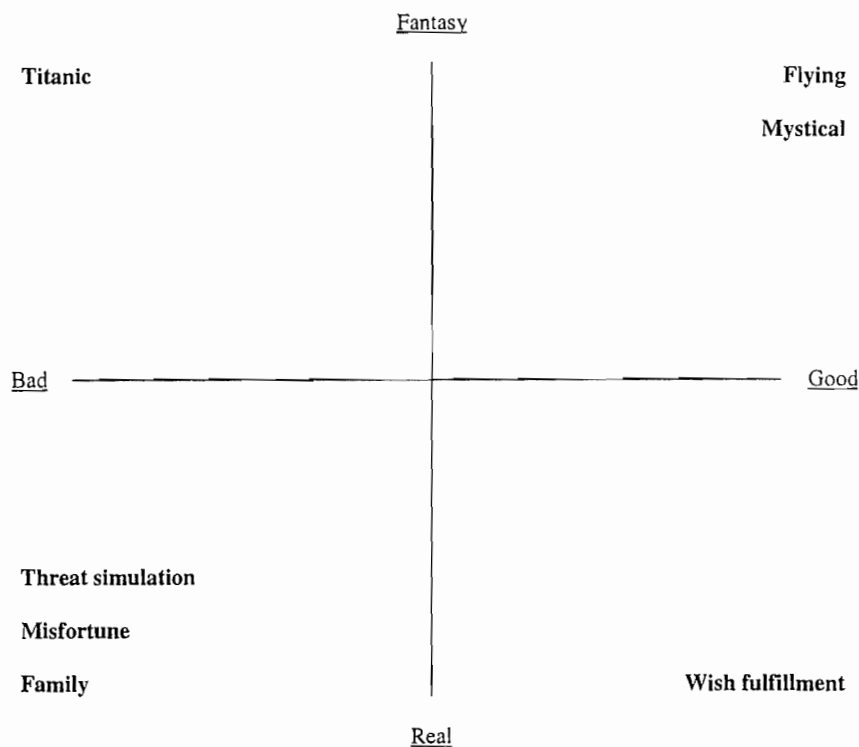 Fantasy
Titanic
Flying
Mystical
Bad
Good
Threat simulation
Misfortune
Family
Wish fulfillment
Real